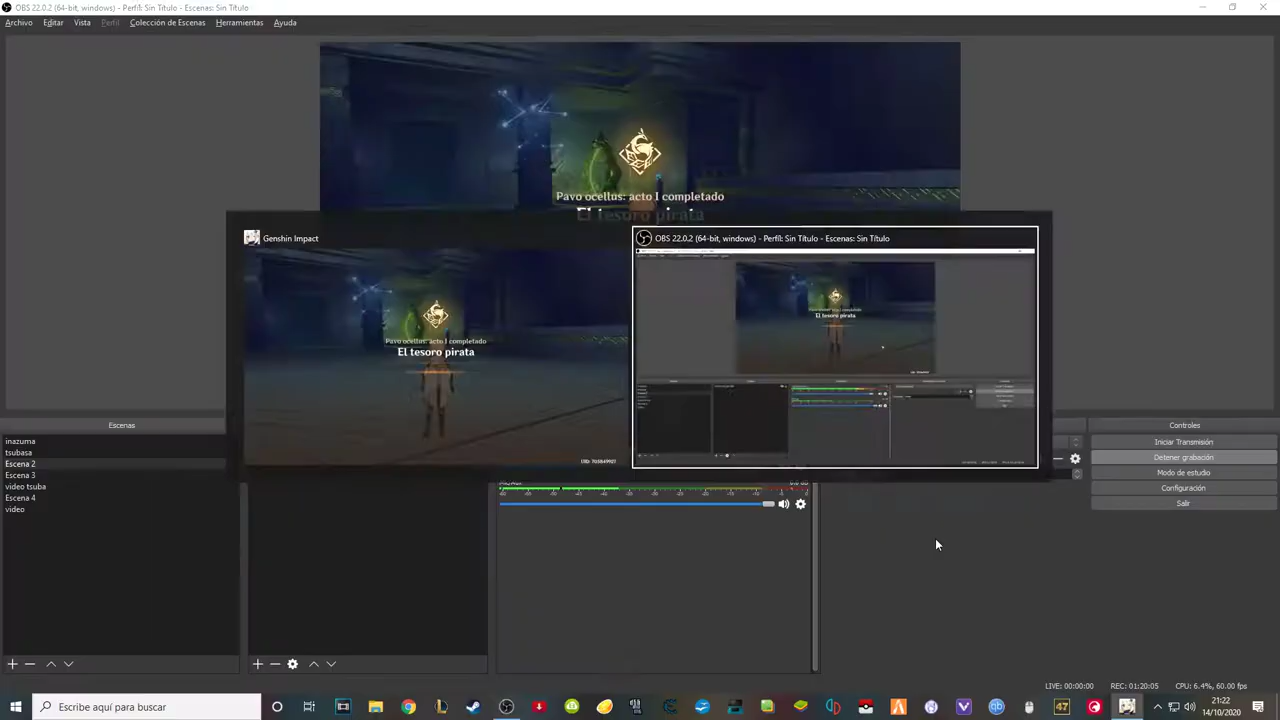 OBS 22.0.2 (64-bit, windows) - Perfil: Sin Título - Escenas: Sin Título
Archivo Editar Vista Perfil Colección de Escenas Herramientas Ayuda
Pavo ocellus: acto I completado
El tesoro pirata
Genshin Impact
OBS 22.0.2 (64-bit, windows) - Perfil: Sin Título - Escenas: Sin Título
Pavo ocellus: acto I completado
El tesoro pirata
El tesoro pirata
Escenas
Controles
inazuma
tsubasa
Escena 2
Escena 3
video tsuba
Escena 4
video
Iniciar Transmisión
Detener grabación
Modo de estudio
Configuración
Salir
LIVE: 00:00:00 REC: 01:20:05 CPU: 6.4%, 60.00 fps
Escribe aquí para buscar
47
21:22
14/10/2020